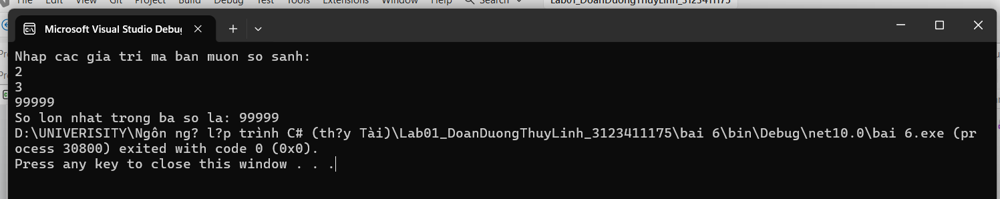 File Edit View Git Project Build Debug Test Tools Extensions Window Help Search Lab01_DoanDuongThuyLinh_3123411175
Microsoft Visual Studio Debu
Nhap cac gia tri ma ban muon so sanh:
2
3
99999
So lon nhat trong ba so la: 99999
D:\UNIVERISITY\Ngôn ng? l?p trình C# (th?y Tài)\Lab01_DoanDuongThuyLinh_3123411175\bai 6\bin\Debug\net10.0\bai 6.exe (pr
ocess 30800) exited with code 0 (0x0).
Press any key to close this window . . .